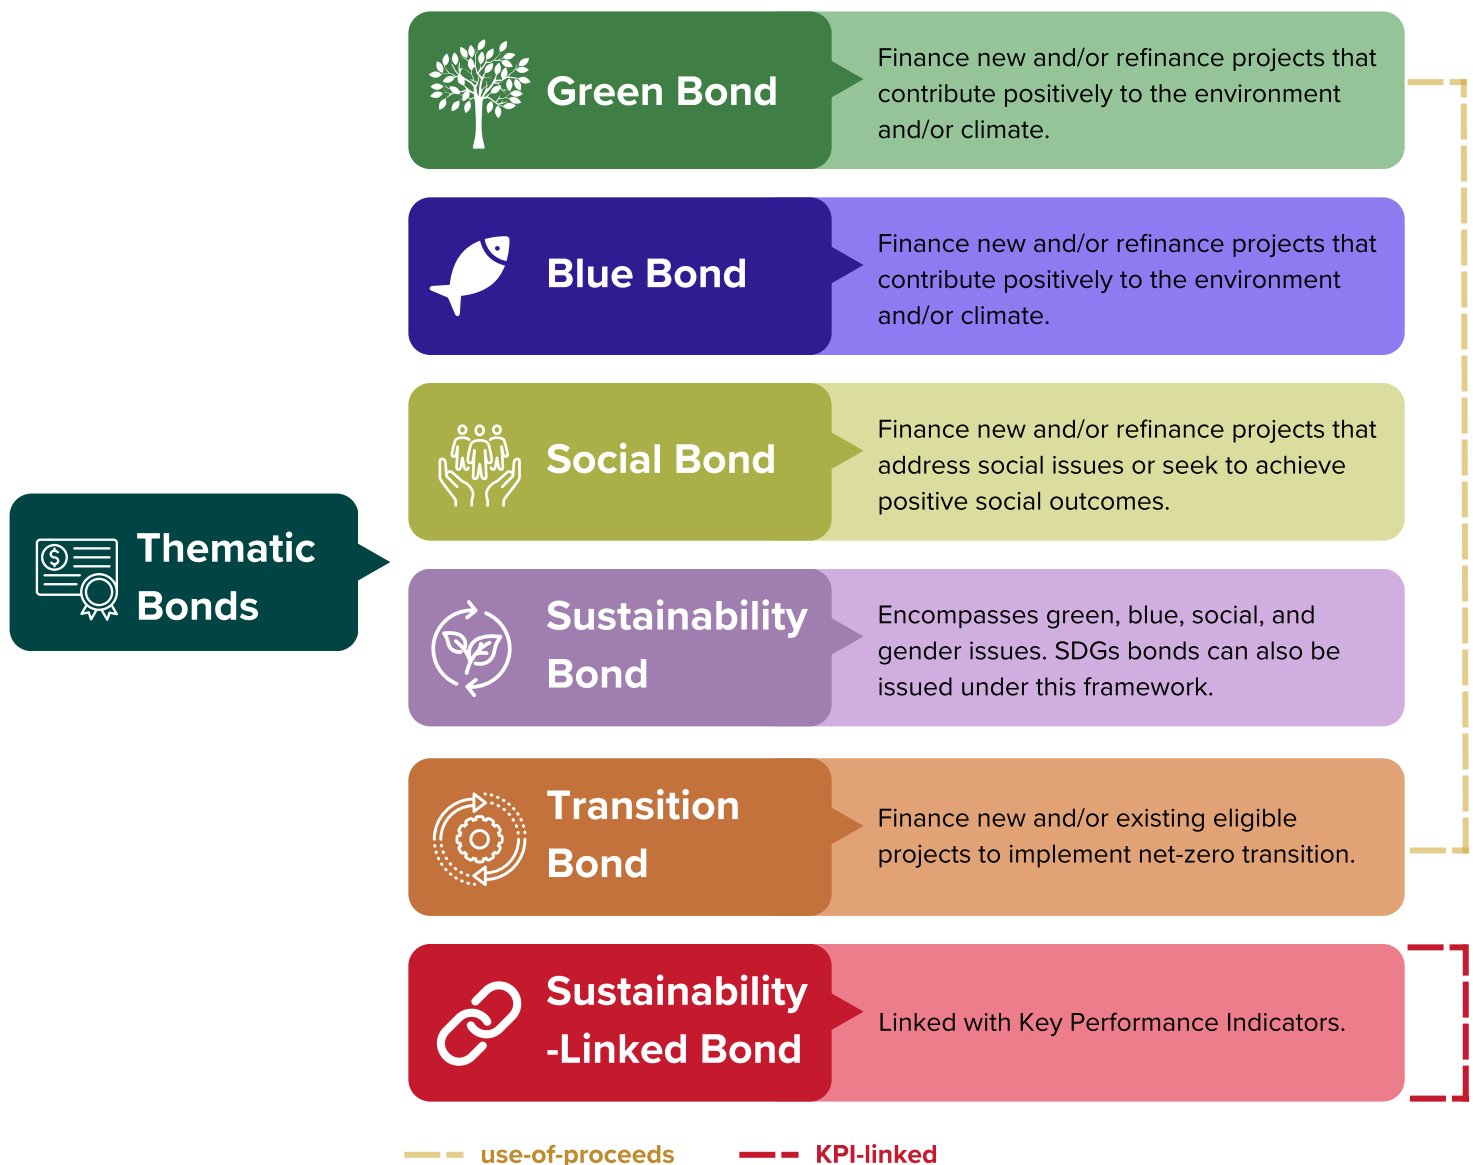 Green Bond
Finance new and/or refinance projects that
contribute positively to the environment
and/or climate.
Blue Bond
Finance new and/or refinance projects that
contribute positively to the environment
and/or climate.
Social Bond
Finance new and/or refinance projects that
address social issues or seek to achieve
positive social outcomes.
Thematic
Bonds
$
Sustainability
Bond
Encompasses green, blue, social, and
gender issues. SDGs bonds can also be
issued under this framework.
Transition
Bond
Finance new and/or existing eligible
projects to implement net-zero transition.
Sustainability
-Linked Bond
Linked with Key Performance Indicators.
use-of-proceeds
KPI-linked